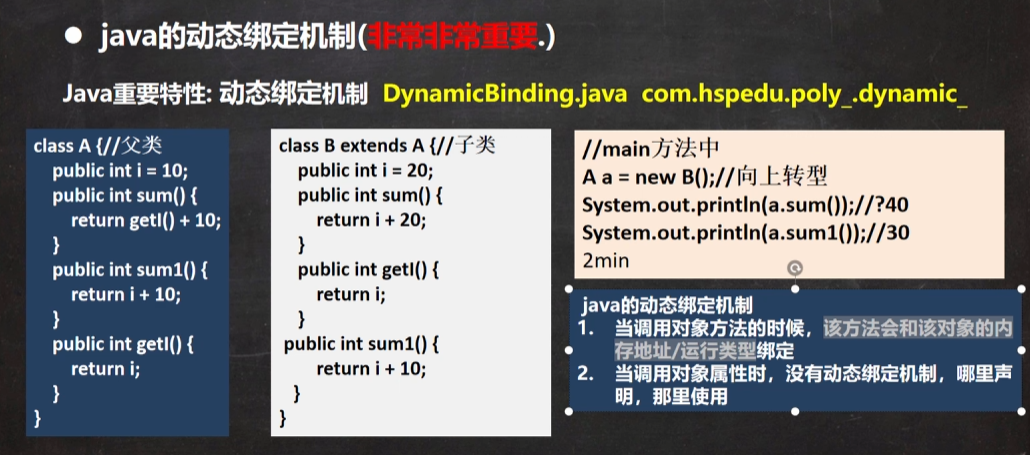 ● java的动态绑定机制(非常非常重要.)
Java重要特性: 动态绑定机制 DynamicBinding.java com.hspedu.poly_.dynamic_
class A {//父类
public int i = 10;
public int sum() {
return getI() + 10;
}
public int sum1() {
return i + 10;
}
public int getI() {
return i;
}
}
class B extends A {//子类
public int i = 20;
public int sum() {
return i + 20;
}
public int getI() {
return i;
}
public int sum1() {
return i + 10;
}
}
//main方法中
A a = new B();//向上转型
System.out.println(a.sum());//?40
System.out.println(a.sum1());//30
2min
java的动态绑定机制
1. 当调用对象方法的时候，该方法会和该对象的内
存地址/运行类型绑定
2. 当调用对象属性时，没有动态绑定机制，哪里声
明，那里使用